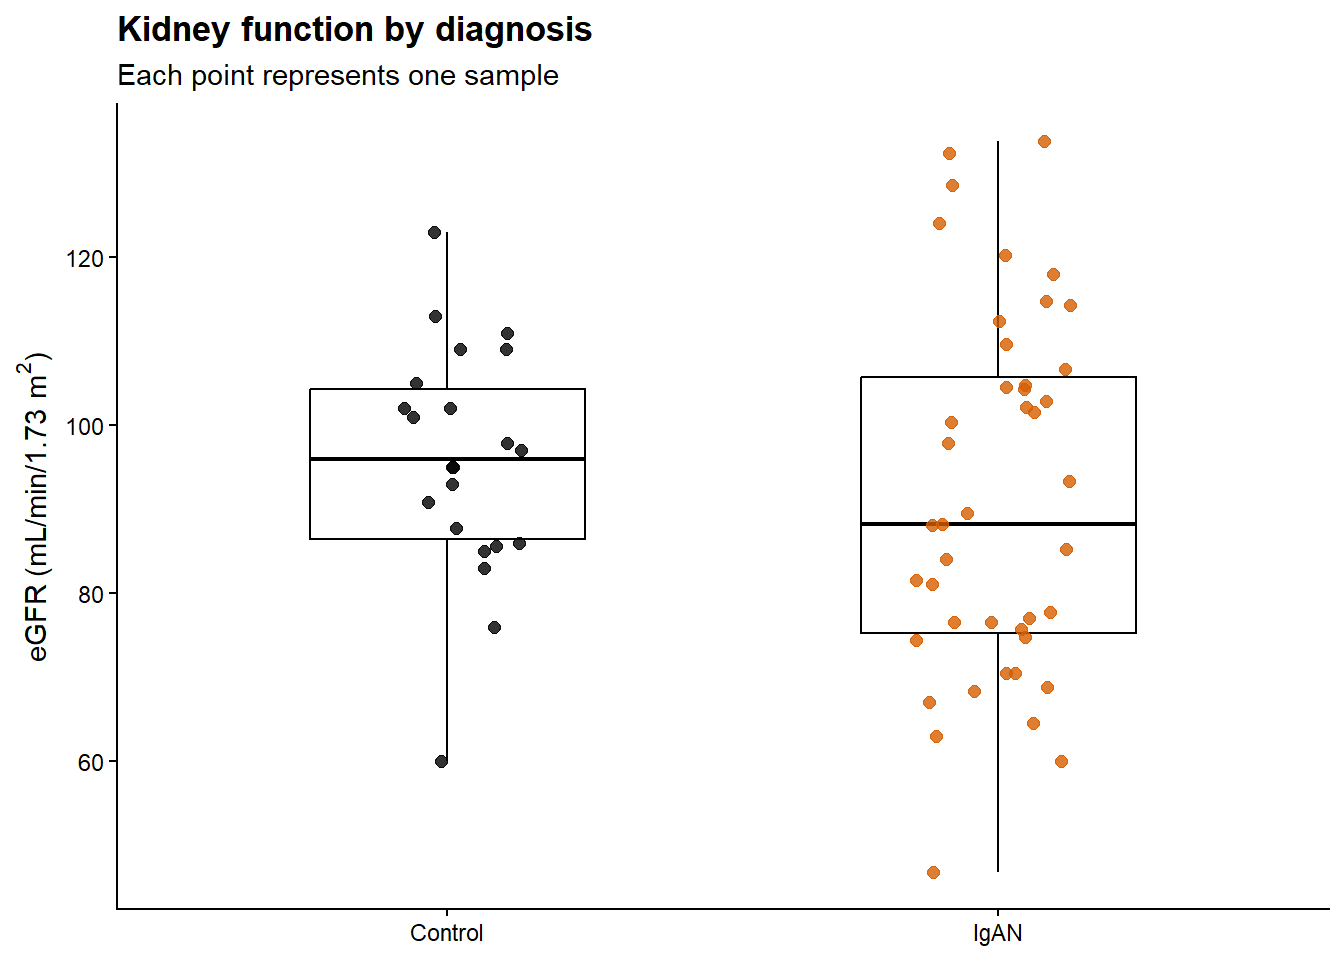 Kidney function by diagnosis
Each point represents one sample
eGFR (mL/min/1.73 m²)
120
100
80
60
Control
IgAN